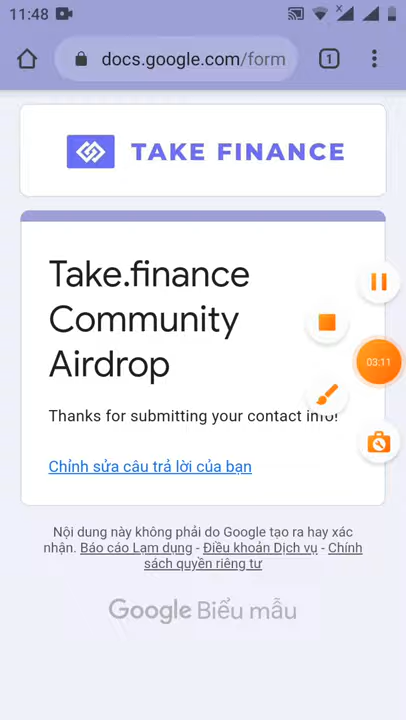 11:48
docs.google.com/form
1
TAKE FINANCE
Take.finance
Community
Airdrop
03:11
Thanks for submitting your contact info!
Chỉnh sửa câu trả lời của bạn
Nội dung này không phải do Google tạo ra hay xác
nhận. Báo cáo Lạm dụng - Điều khoản Dịch vụ - Chính
sách quyền riêng tư
Google Biểu mẫu